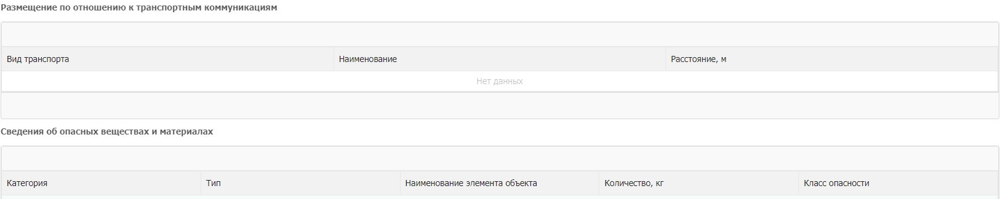 Размещение по отношению к транспортным коммуникациям
Вид транспорта Наименование Расстояние, м
Нет данных
Сведения об опасных веществах и материалах
Категория Тип Наименование элемента объекта Количество, кг Класс опасности